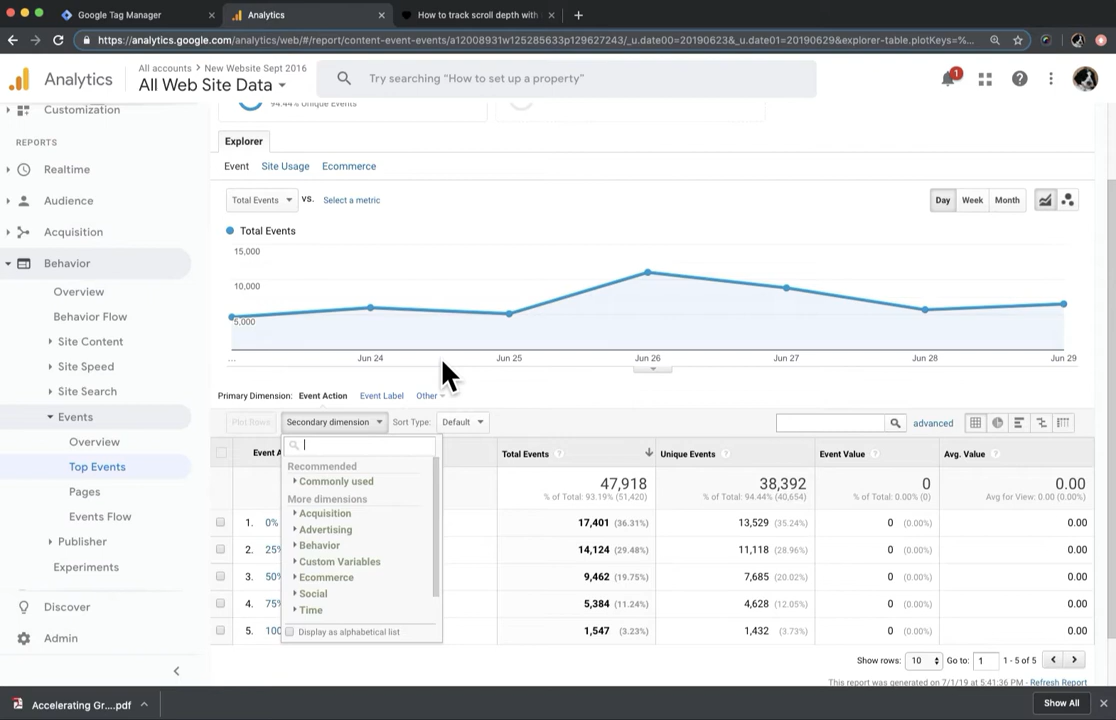 Google Tag Manager
Analytics
How to track scroll depth with
https://analytics.google.com/analytics/web/#/report/content-event-events/a12008931w125285633p129627243/_u.date00=20190623&_u.date01=20190629&explorer-table.plotKeys=%...
Analytics
All accounts > New Website Sept 2016
All Web Site Data
Try searching "How to set up a property"
1
Customization
94.44% Unique Events
REPORTS
Explorer
Realtime
Event Site Usage Ecommerce
Audience
Total Events vs. Select a metric
Day Week Month
Acquisition
Total Events
Behavior
15,000
Overview
10,000
Behavior Flow
5,000
Site Content
... Jun 24 Jun 25 Jun 26 Jun 27 Jun 28 Jun 29
Site Speed
Site Search
Primary Dimension: Event Action Event Label Other
Events
Plot Rows Secondary dimension Sort Type: Default advanced
Overview
Event A Total Events ? Unique Events ? Event Value ? Avg. Value ?
Top Events
Recommended
Commonly used
47,918 38,392 0 0.00
Pages
More dimensions
% of Total: 93.19% (51,420) % of Total: 94.44% (40,654) % of Total: 0.00% (0) Avg for View: 0.00 (0.00%)
Events Flow
Acquisition
1. 0% 17,401 (36.31%) 13,529 (35.24%) 0 (0.00%) 0.00
Advertising
Publisher
Behavior
2. 25% 14,124 (29.48%) 11,118 (28.96%) 0 (0.00%) 0.00
Experiments
Custom Variables
Ecommerce
3. 50% 9,462 (19.75%) 7,685 (20.02%) 0 (0.00%) 0.00
Social
Discover
4. 75% 5,384 (11.24%) 4,628 (12.05%) 0 (0.00%) 0.00
Time
Display as alphabetical list
5. 100 1,547 (3.23%) 1,432 (3.73%) 0 (0.00%) 0.00
Admin
Show rows: 10 Go to: 1 1 - 5 of 5
This report was generated on 7/1/19 at 5:41:36 PM - Refresh Report
Accelerating Gr....pdf
Show All